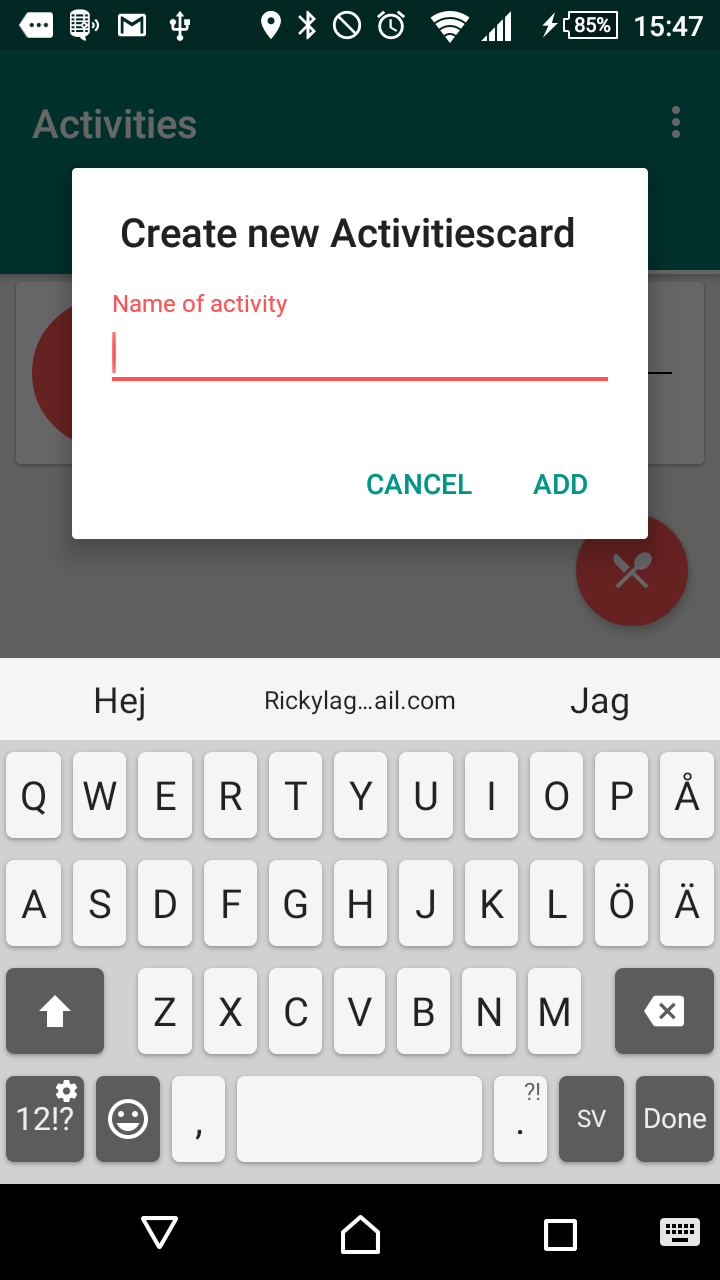 85% 15:47
Activities
Create new Activitiescard
Name of activity
CANCEL ADD
Hej Rickylag...ail.com Jag
Q W E R T Y U I O P Å
A S D F G H J K L Ö Ä
Z X C V B N M
12!? , ?! . SV Done